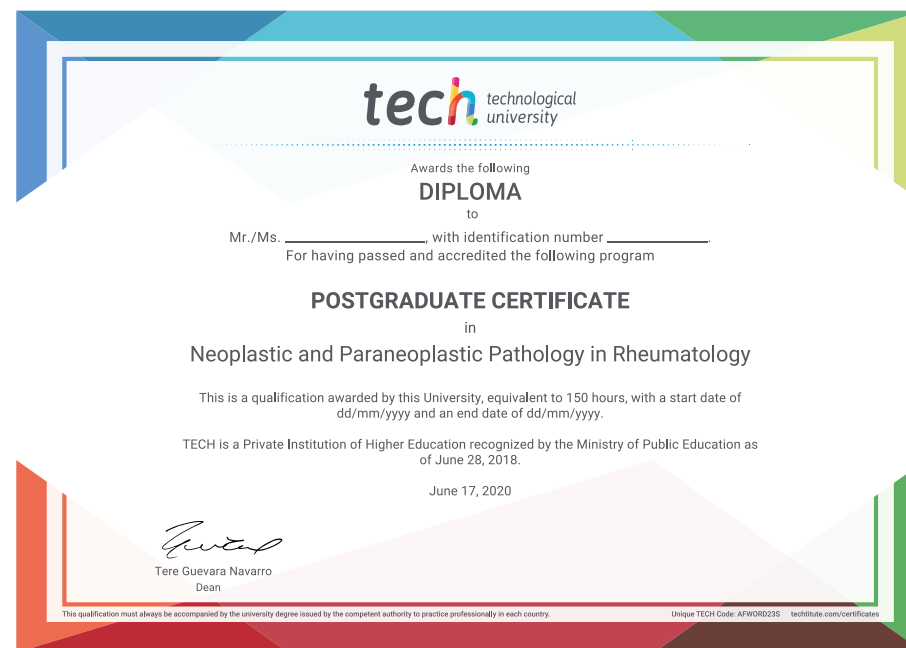 tech technological
university
Awards the following
DIPLOMA
to
Mr./Ms. ____________________, with identification number ______________.
For having passed and accredited the following program
POSTGRADUATE CERTIFICATE
in
Neoplastic and Paraneoplastic Pathology in Rheumatology
This is a qualification awarded by this University, equivalent to 150 hours, with a start date of
dd/mm/yyyy and an end date of dd/mm/yyyy.
TECH is a Private Institution of Higher Education recognized by the Ministry of Public Education as
of June 28, 2018.
June 17, 2020
Tere Guevara Navarro
Dean
This qualification must always be accompanied by the university degree issued by the competent authority to practice professionally in each country. Unique TECH Code: AFWORD23S techtitute.com/certificates